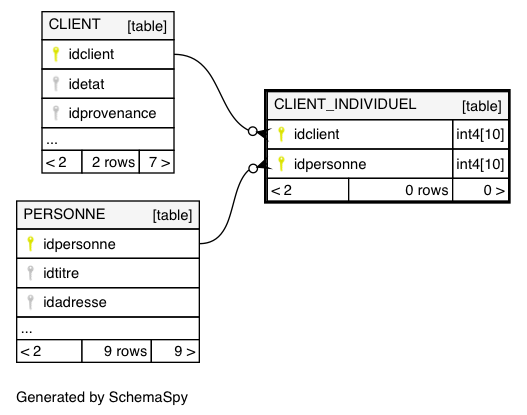 CLIENT [table]
idclient
idetat
idprovenance
...
< 2 2 rows 7 >
CLIENT_INDIVIDUEL [table]
idclient int4[10]
idpersonne int4[10]
< 2 0 rows 0 >
PERSONNE [table]
idpersonne
idtitre
idadresse
...
< 2 9 rows 9 >
Generated by SchemaSpy